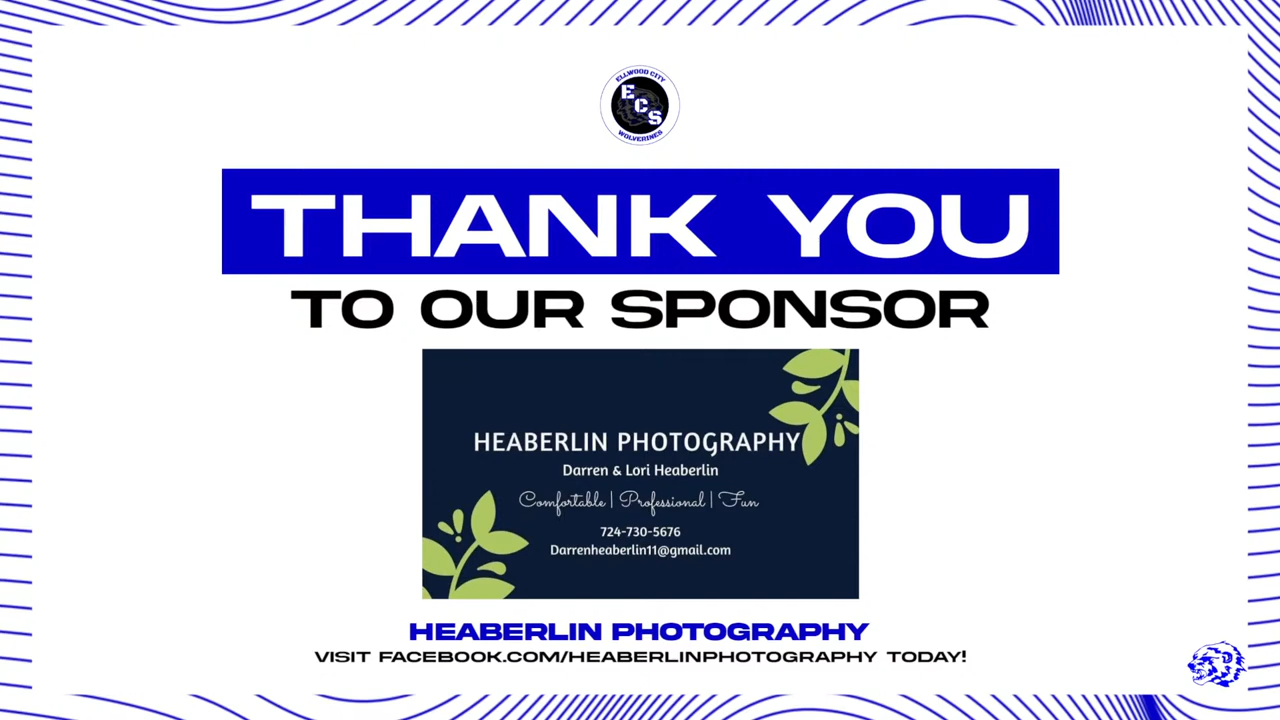 ELLWOOD CITY
ECS
WOLVERINES
THANK YOU
TO OUR SPONSOR
HEABERLIN PHOTOGRAPHY
Darren & Lori Heaberlin
Comfortable | Professional | Fun
724-730-5676
Darrenheaberlin11@gmail.com
HEABERLIN PHOTOGRAPHY
VISIT FACEBOOK.COM/HEABERLINPHOTOGRAPHY TODAY!